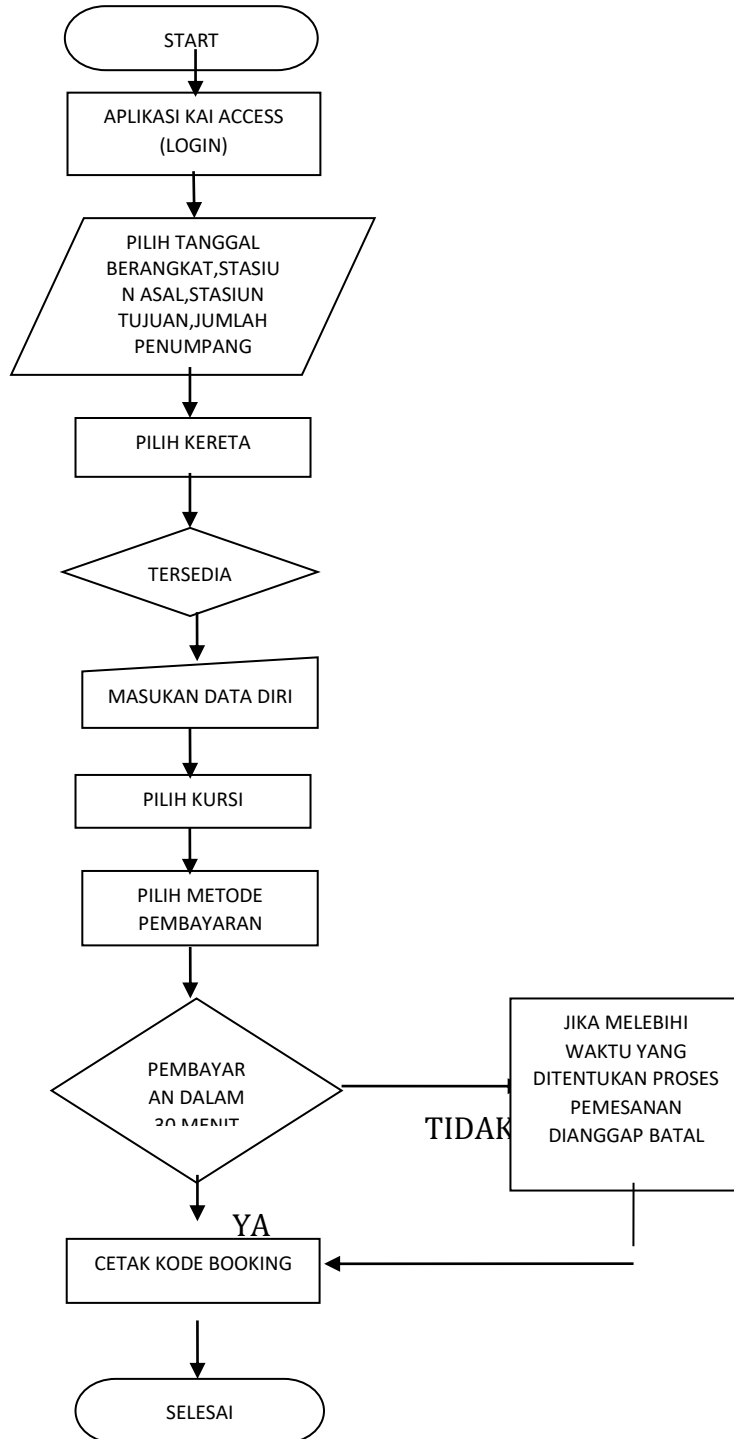 START
APLIKASI KAI ACCESS
(LOGIN)
PILIH TANGGAL
BERANGKAT,STASIU
N ASAL,STASIUN
TUJUAN,JUMLAH
PENUMPANG
PILIH KERETA
TERSEDIA
MASUKAN DATA DIRI
PILIH KURSI
PILIH METODE
PEMBAYARAN
PEMBAYAR
AN DALAM
30 MENIT
TIDAK
JIKA MELEBIHI
WAKTU YANG
DITENTUKAN PROSES
PEMESANAN
DIANGGAP BATAL
YA
CETAK KODE BOOKING
SELESAI